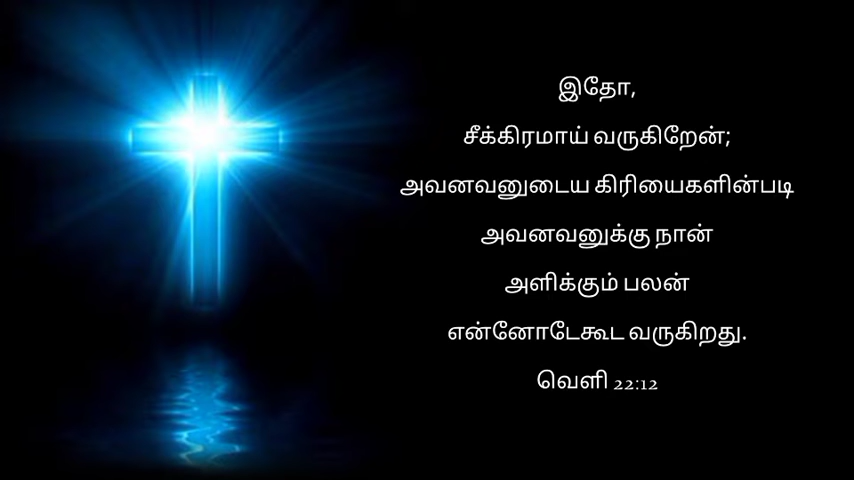 இதோ,
சீக்கிரமாய் வருகிறேன்;
அவனவனுடைய கிரியைகளின்படி
அவனவனுக்கு நான்
அளிக்கும் பலன்
என்னோடேகூட வருகிறது.
வெளி 22:12